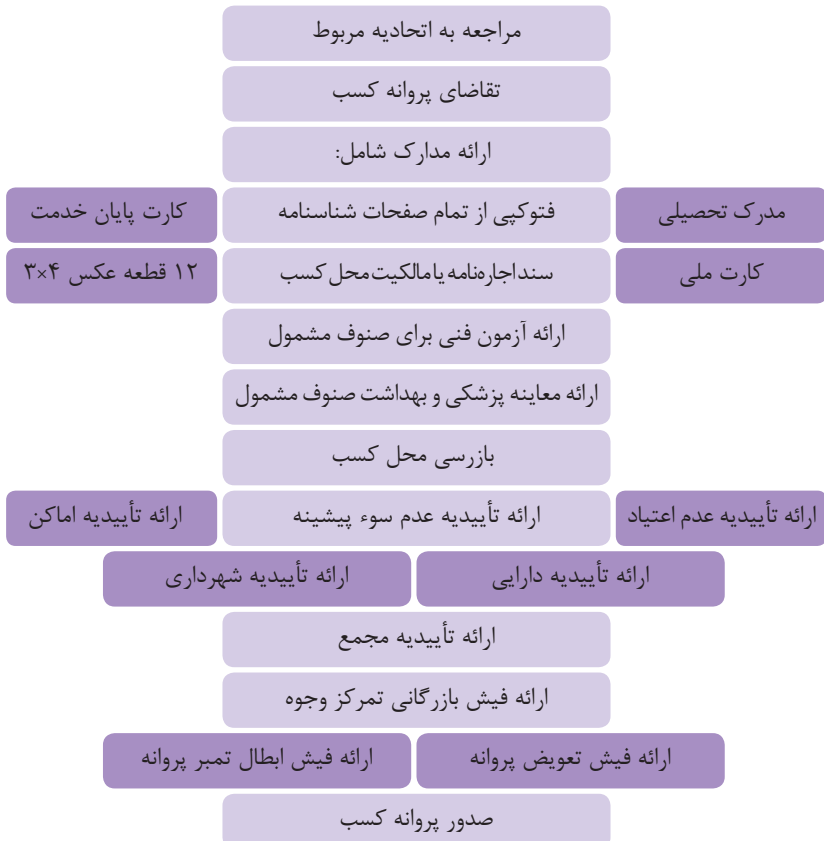 مراجعه به اتحادیه مربوط
تقاضای پروانه کسب
ارائه مدارک شامل:
مدرک تحصیلی
فتوکپی از تمام صفحات شناسنامه
کارت پایان خدمت
کارت ملی
سند اجاره‌نامه یا مالکیت محل کسب
۱۲ قطعه عکس ۴×۳
ارائه آزمون فنی برای صنوف مشمول
ارائه معاینه پزشکی و بهداشت صنوف مشمول
بازرسی محل کسب
ارائه تأییدیه عدم اعتیاد
ارائه تأییدیه عدم سوء پیشینه
ارائه تأییدیه اماکن
ارائه تأییدیه دارایی
ارائه تأییدیه شهرداری
ارائه تأییدیه مجمع
ارائه فیش بازرگانی تمرکز وجوه
ارائه فیش تعویض پروانه
ارائه فیش ابطال تمبر پروانه
صدور پروانه کسب